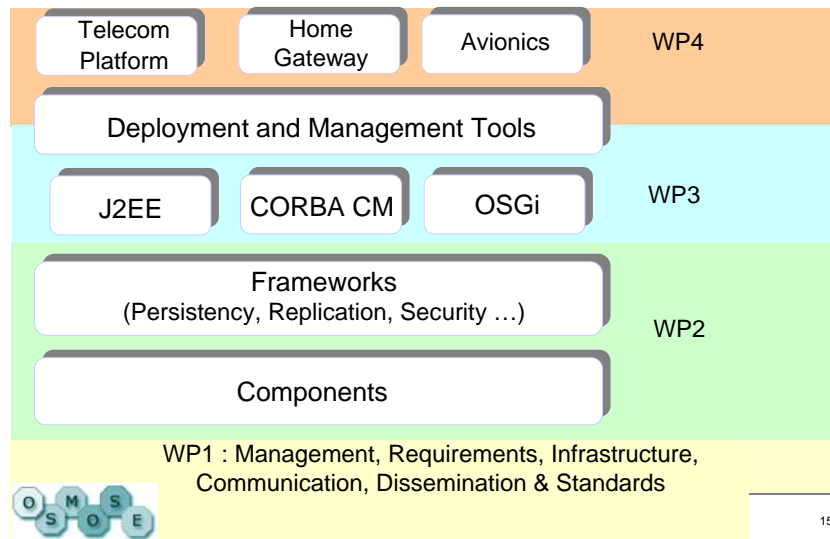 Telecom
Platform
Home
Gateway
Avionics
WP4
Deployment and Management Tools
J2EE
CORBA CM
OSGi
WP3
Frameworks
(Persistency, Replication, Security …)
WP2
Components
WP1 : Management, Requirements, Infrastructure,
Communication, Dissemination & Standards
O S M O S E
15